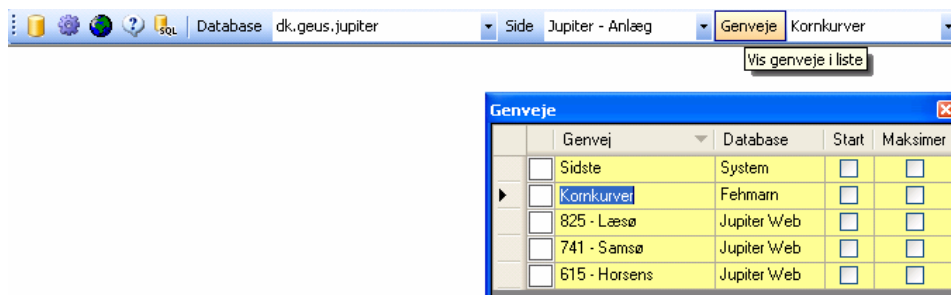 SQL Database dk.geus.jupiter Side Jupiter - Anlæg Genveje Kornkurver
Vis genveje i liste
Genveje
Genvej Database Start Maksimer
Sidste System
Kornkurver Fehmarn
825 - Læsø Jupiter Web
741 - Samsø Jupiter Web
615 - Horsens Jupiter Web